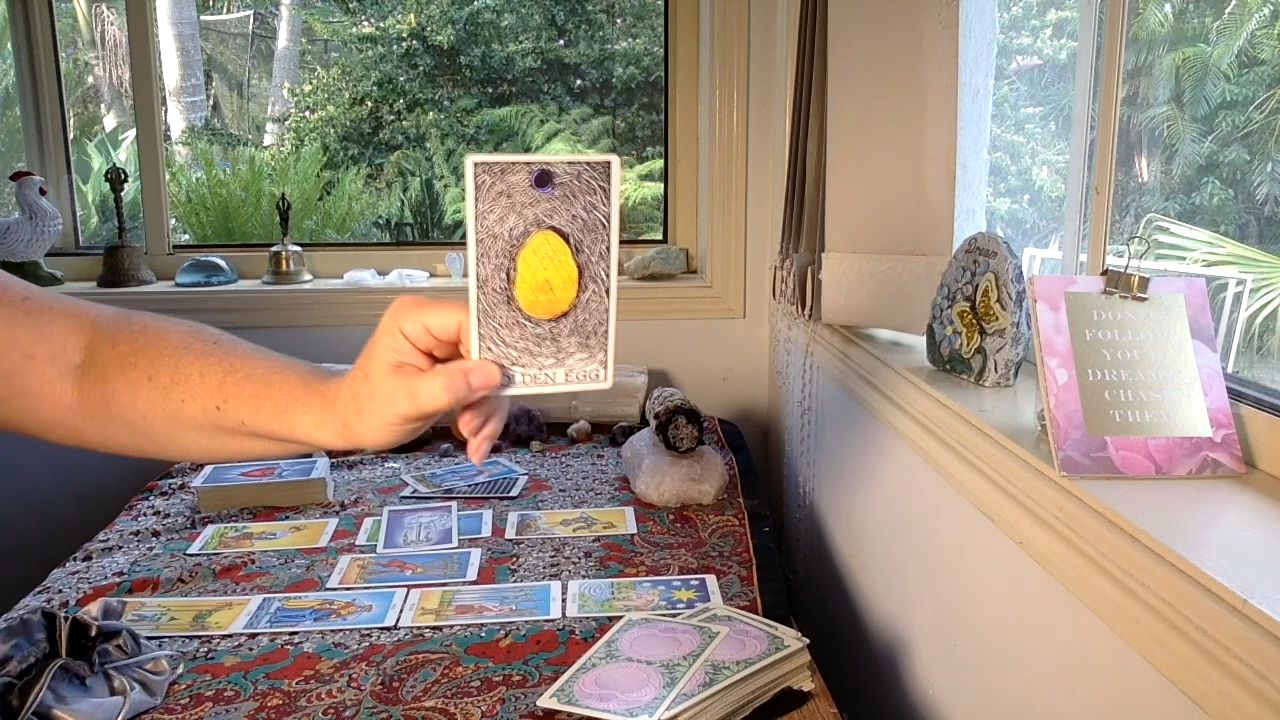 DEN EGG
Dream
DON'T
FOLLOW
YOUR
DREAMS
CHASE
THEM